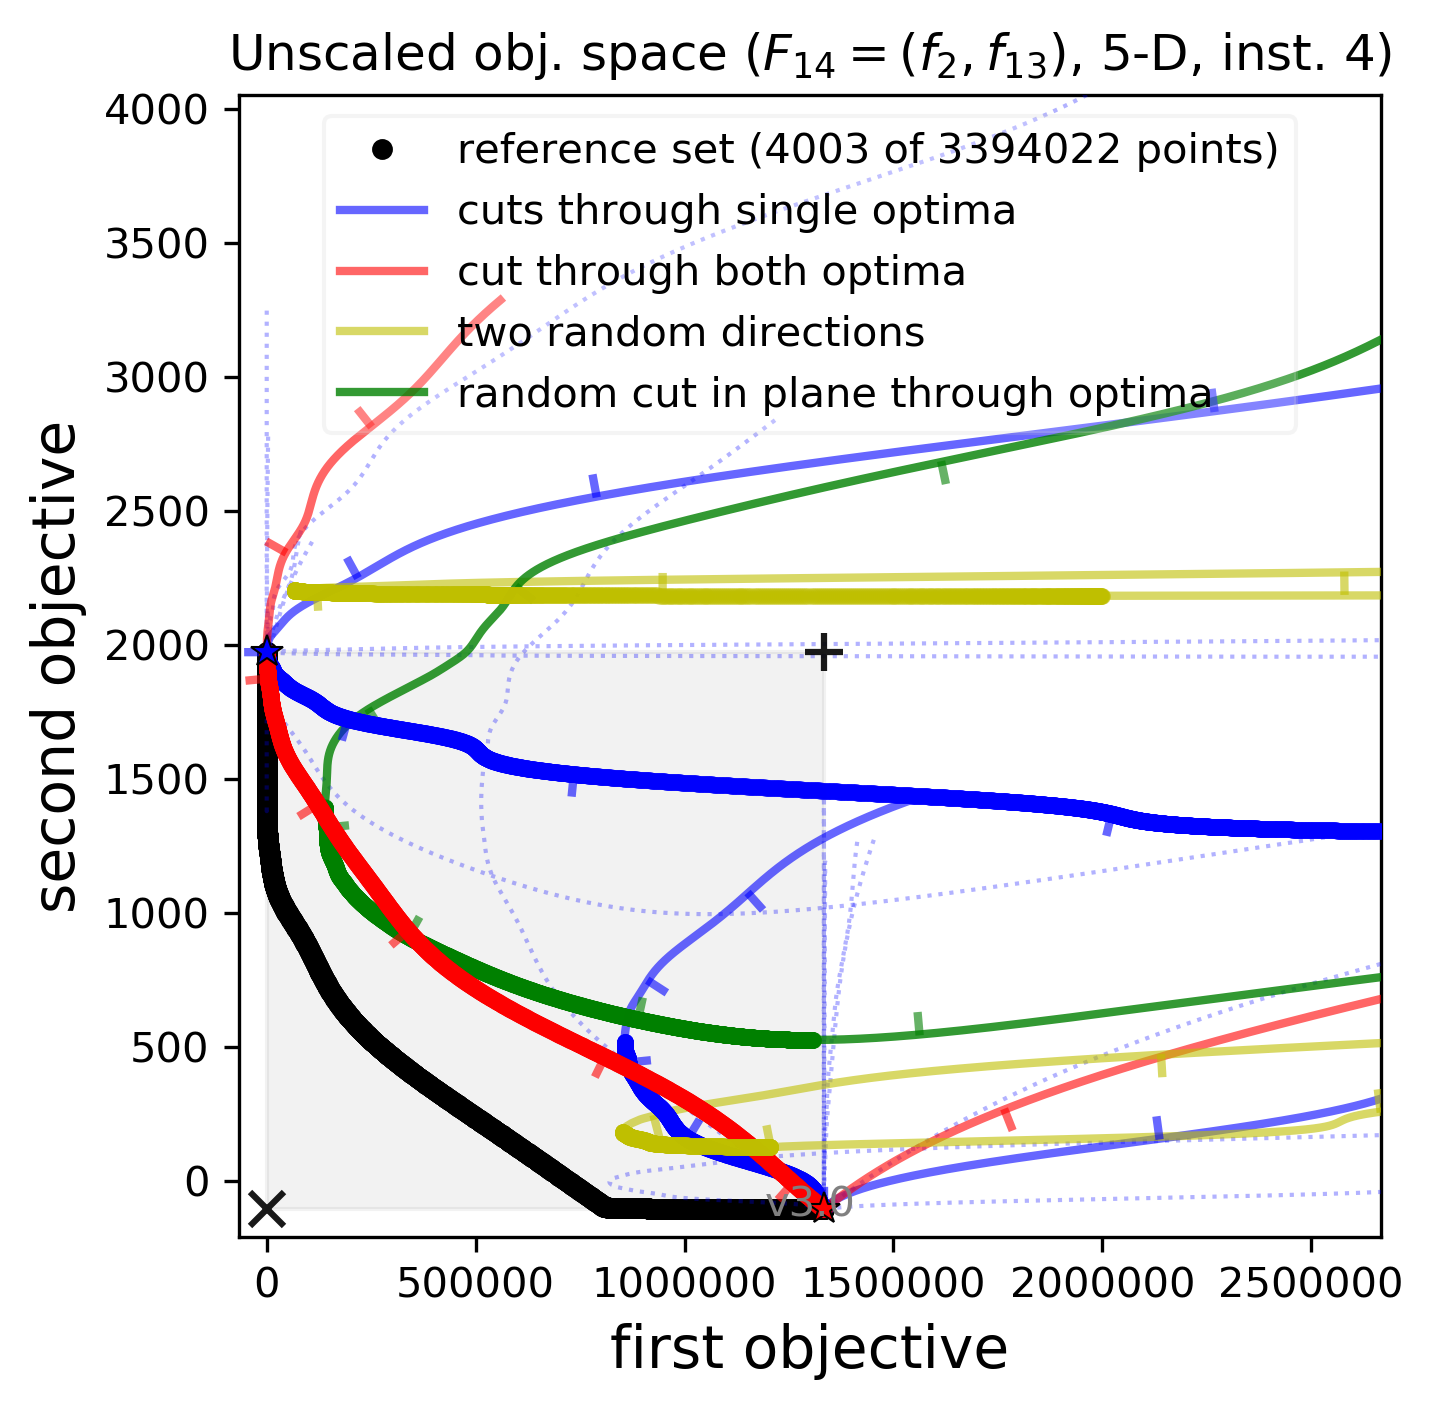 Unscaled obj. space (F₁₄ = (f₂, f₁₃), 5-D, inst. 4)
reference set (4003 of 3394022 points)
cuts through single optima
cut through both optima
two random directions
random cut in plane through optima
4000
3500
3000
2500
2000
1500
1000
500
0
second objective
v3.0
0 500000 1000000 1500000 2000000 2500000
first objective